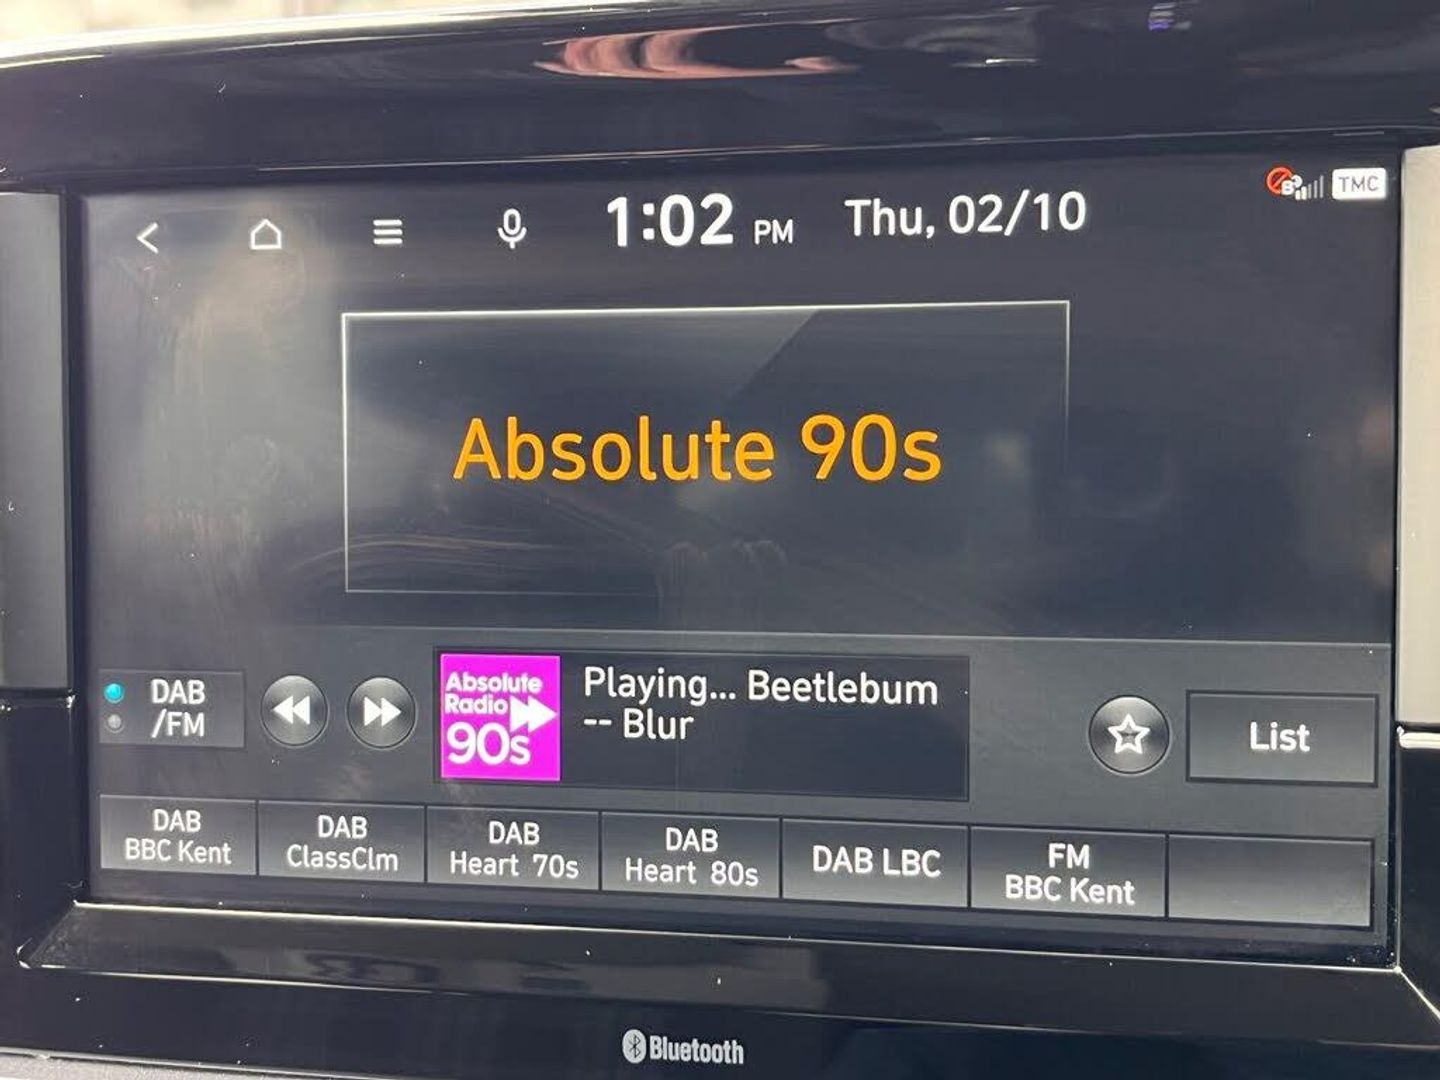 1:02 PM Thu, 02/10
TMC
Absolute 90s
DAB
/FM
Absolute
Radio
90s
Playing... Beetlebum
-- Blur
List
DAB
BBC Kent
DAB
ClassClm
DAB
Heart 70s
DAB
Heart 80s
DAB LBC
FM
BBC Kent
Bluetooth